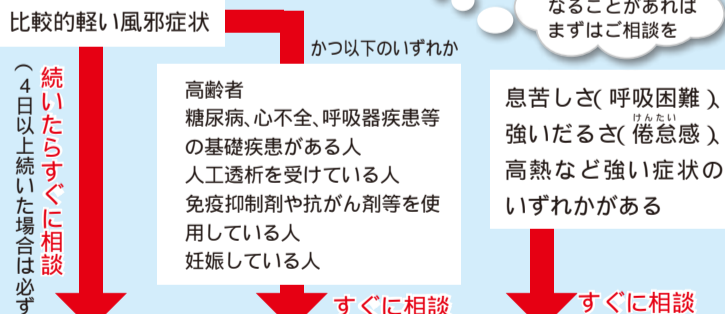 なることがあれば
まずはご相談を
比較的軽い風邪症状
かつ以下のいずれか
続いたらすぐに相談
(4日以上続いた場合は必ず
高齢者
糖尿病、心不全、呼吸器疾患等
の基礎疾患がある人
人工透析を受けている人
免疫抑制剤や抗がん剤等を使
用している人
妊娠している人
すぐに相談
息苦しさ(呼吸困難)、
けんたい
強いだるさ(倦怠感)、
高熱など強い症状の
いずれかがある
すぐに相談